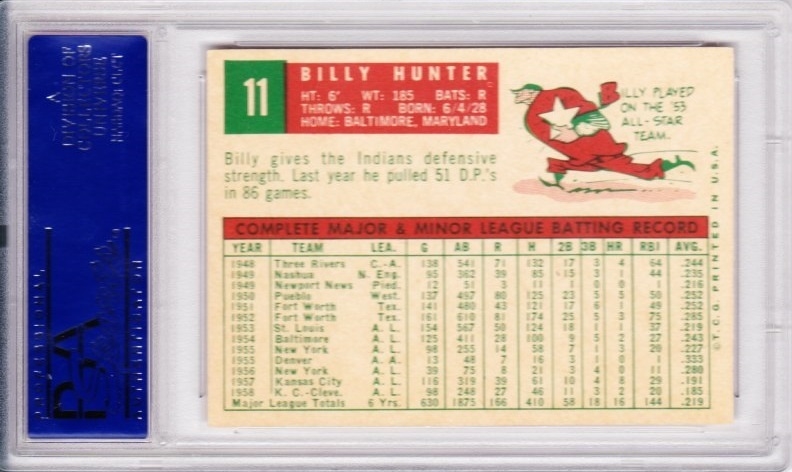 11
BILLY HUNTER
HT: 6' WT: 185 BATS: R
THROWS: R BORN: 6/4/28
HOME: BALTIMORE, MARYLAND
BILLY PLAYED
ON THE '53
ALL-STAR
TEAM.
Billy gives the Indians defensive
strength. Last year he pulled 51 D.P.'s
in 86 games.
COMPLETE MAJOR & MINOR LEAGUE BATTING RECORD
YEAR TEAM LEA. G AB R H 2B 3B HR RBI AVG.
1948 Three Rivers C.-A. 138 541 71 132 17 3 4 64 .244
1949 Nashua N. Eng. 95 362 39 85 15 3 1 44 .235
1949 Newport News Pied. 12 51 3 11 1 0 0 1 .216
1950 Pueblo West. 137 497 80 125 23 5 5 50 .252
1951 Fort Worth Tex. 141 480 43 121 17 6 1 49 .252
1952 Fort Worth Tex. 161 610 81 174 25 5 3 75 .285
1953 St. Louis A. L. 154 567 50 124 18 1 1 37 .219
1954 Baltimore A. L. 125 411 28 100 9 5 2 27 .243
1955 New York A. L. 98 255 14 58 7 1 3 20 .227
1955 Denver A. A. 13 48 7 16 3 1 0 1 .333
1956 New York A. L. 39 75 8 21 3 4 0 11 .280
1957 Kansas City A. L. 116 319 39 61 10 4 8 29 .191
1958 K. C.-Cleve. A. L. 98 248 27 46 11 3 2 20 .185
Major League Totals 6 Yrs. 630 1875 166 410 58 18 16 144 .219
©T.C.G. PRINTED IN U.S.A.
PSA